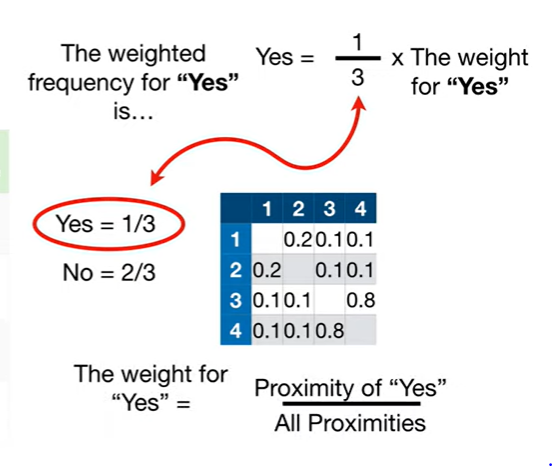 The weighted
frequency for “Yes”
is…
Yes = 1/3 x The weight
for “Yes”
Yes = 1/3
No = 2/3
1 2 3 4
1 0.2 0.1 0.1
2 0.2 0.1 0.1
3 0.1 0.1 0.8
4 0.1 0.1 0.8
The weight for
“Yes” =
Proximity of “Yes”
All Proximities